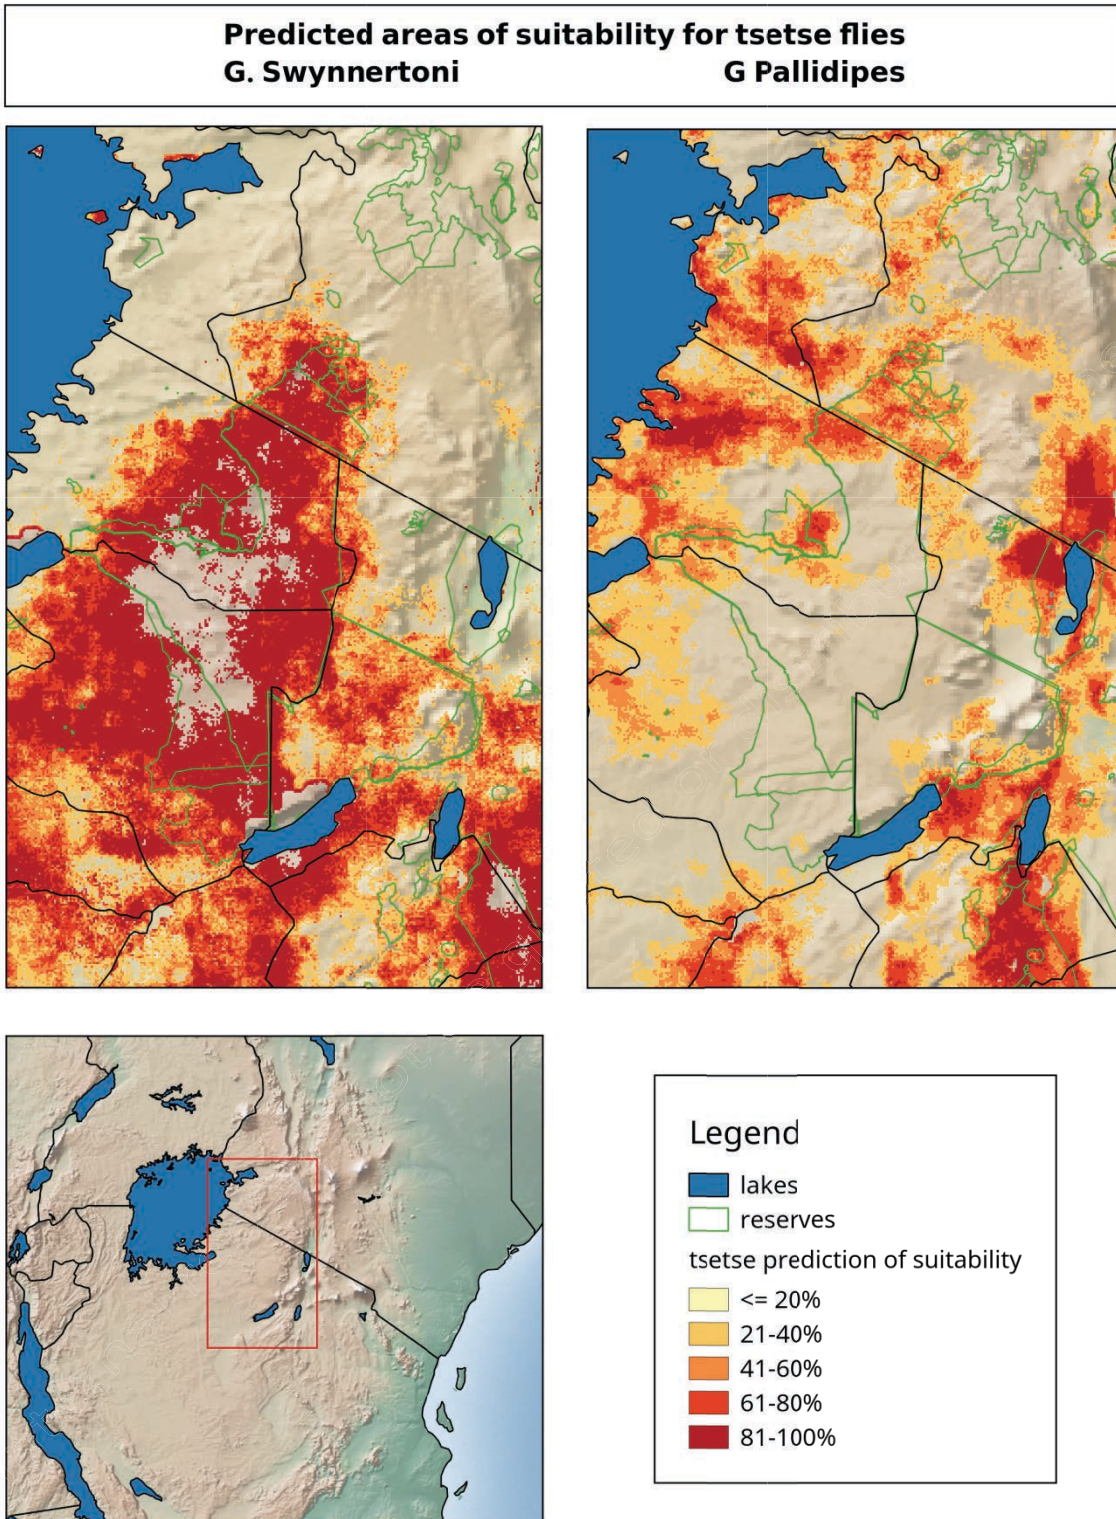 Predicted areas of suitability for tsetse flies
G. Swynnertoni G Pallidipes
Legend
lakes
reserves
tsetse prediction of suitability
<= 20%
21-40%
41-60%
61-80%
81-100%